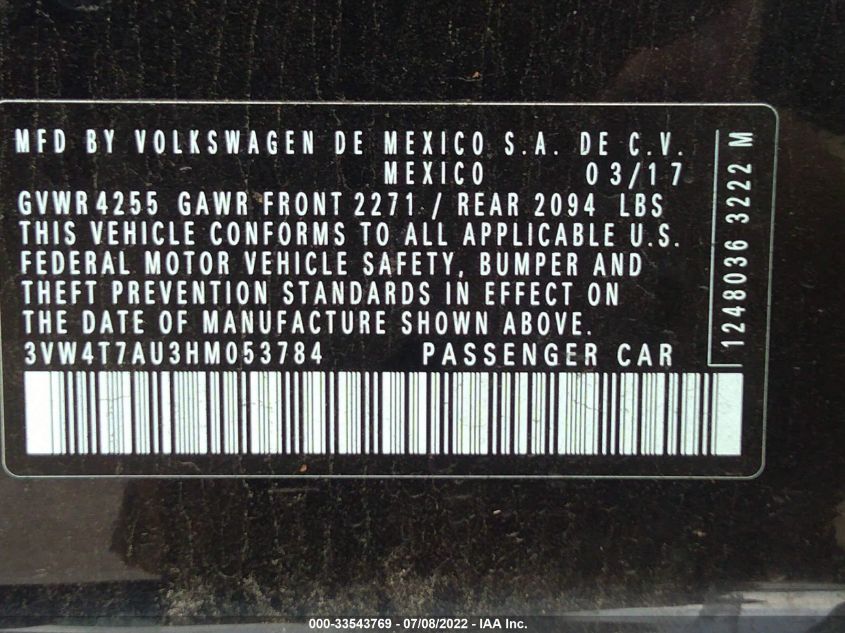 MFD BY VOLKSWAGEN DE MEXICO S.A. DE C.V.
MEXICO 03/17
GVWR 4255 GAWR FRONT 2271 / REAR 2094 LBS
THIS VEHICLE CONFORMS TO ALL APPLICABLE U.S.
FEDERAL MOTOR VEHICLE SAFETY, BUMPER AND
THEFT PREVENTION STANDARDS IN EFFECT ON
THE DATE OF MANUFACTURE SHOWN ABOVE.
3VW4T7AU3HM053784 PASSENGER CAR
1248036 3222 M
000-33543769 - 07/08/2022 - IAA Inc.